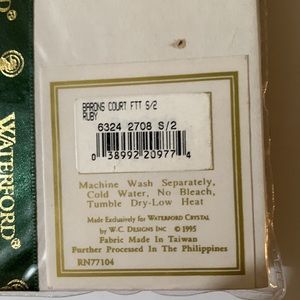 WATERFORD
BARONS COURT FTT S/2
RUBY
6324 2708 S/2
0 38992 20977 4
Machine Wash Separately,
Cold Water, No Bleach,
Tumble Dry-Low Heat
Made Exclusively for WATERFORD CRYSTAL
by W.C. DESIGNS INC © 1995
Fabric Made In Taiwan
Further Processed In The Philippines
RN77104